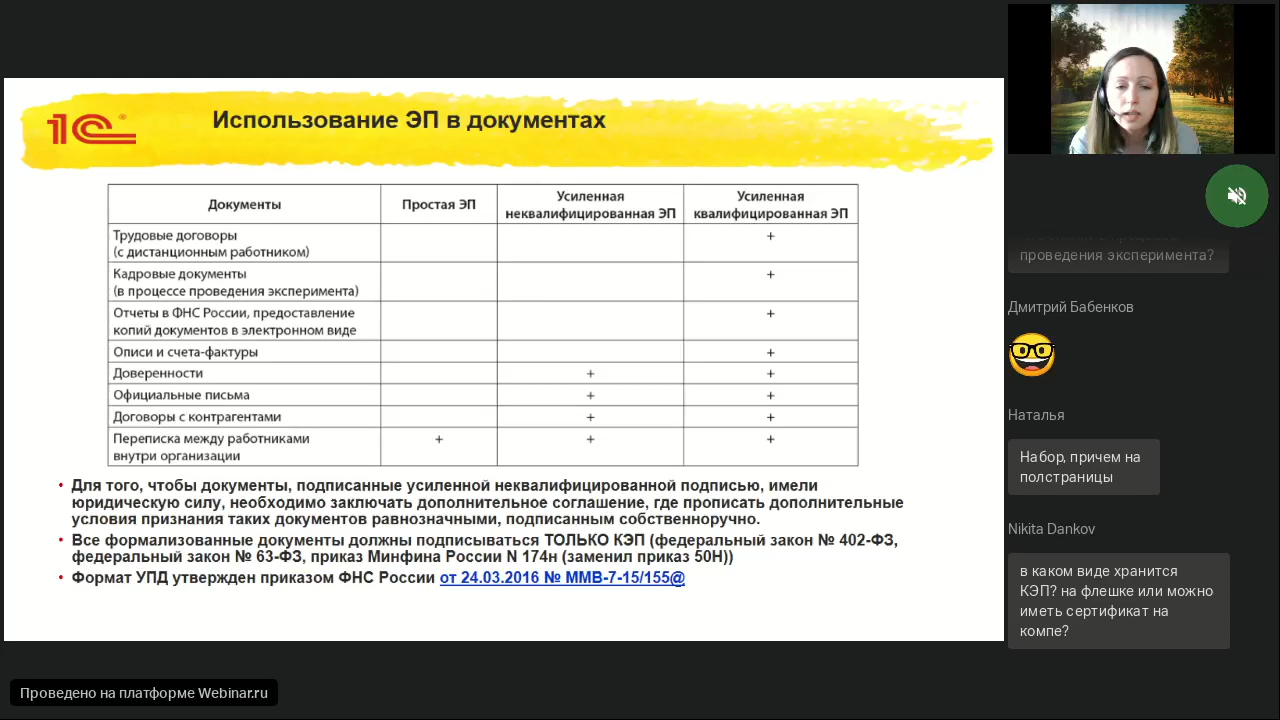 1С®
Использование ЭП в документах
Документы
Простая ЭП
Усиленная
неквалифицированная ЭП
Усиленная
квалифицированная ЭП
Трудовые договоры
(с дистанционным работником)
+
Кадровые документы
(в процессе проведения эксперимента)
+
Отчеты в ФНС России, предоставление
копий документов в электронном виде
+
Описи и счета-фактуры
+
Доверенности
+ +
Официальные письма
+ +
Договоры с контрагентами
+ +
Переписка между работниками
внутри организации
+ + +
• Для того, чтобы документы, подписанные усиленной неквалифицированной подписью, имели
юридическую силу, необходимо заключать дополнительное соглашение, где прописать дополнительные
условия признания таких документов равнозначными, подписанным собственноручно.
• Все формализованные документы должны подписываться ТОЛЬКО КЭП (федеральный закон № 402-ФЗ,
федеральный закон № 63-ФЗ, приказ Минфина России N 174н (заменил приказ 50Н))
• Формат УПД утвержден приказом ФНС России от 24.03.2016 № ММВ-7-15/155@
проведения эксперимента?
Дмитрий Бабенков
Наталья
Набор, причем на
полстраницы
Nikita Dankov
в каком виде хранится
КЭП? на флешке или можно
иметь сертификат на
компе?
Проведено на платформе Webinar.ru